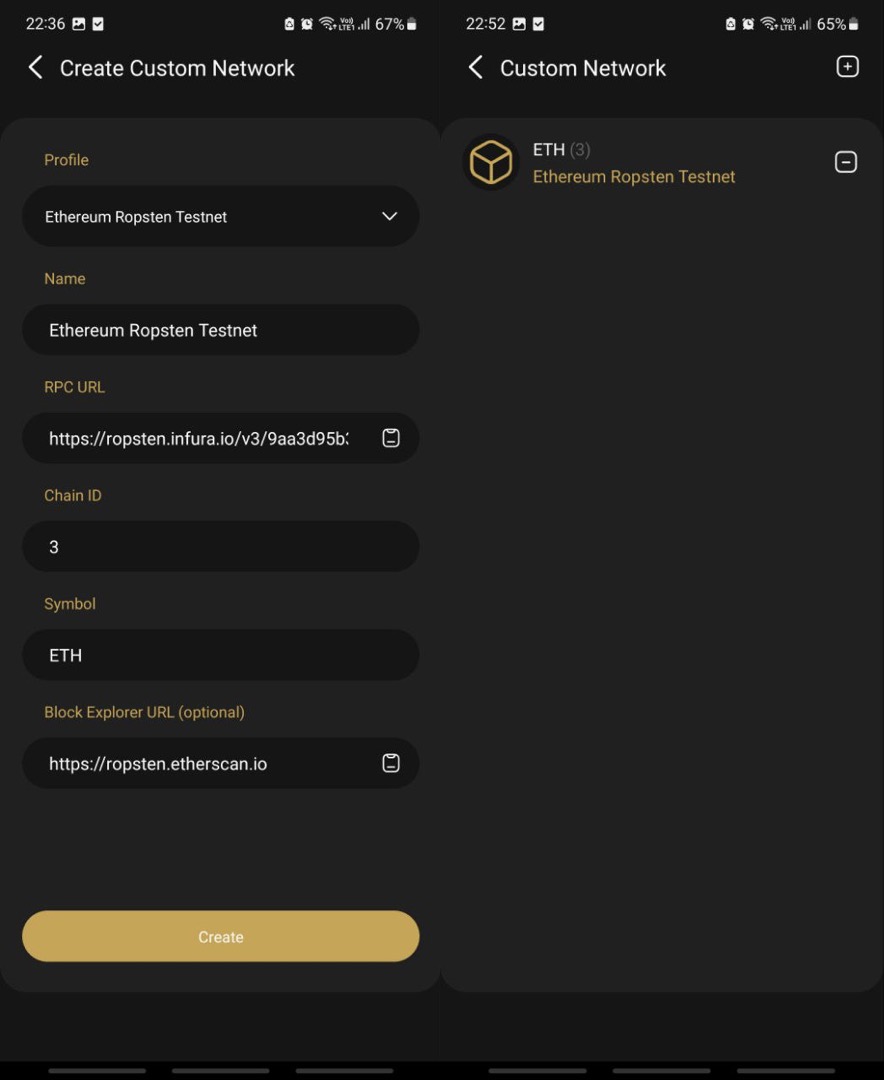 22:36
67%
Create Custom Network
Profile
Ethereum Ropsten Testnet
Name
Ethereum Ropsten Testnet
RPC URL
https://ropsten.infura.io/v3/9aa3d95b
Chain ID
3
Symbol
ETH
Block Explorer URL (optional)
https://ropsten.etherscan.io
Create
22:52
65%
Custom Network
ETH (3)
Ethereum Ropsten Testnet